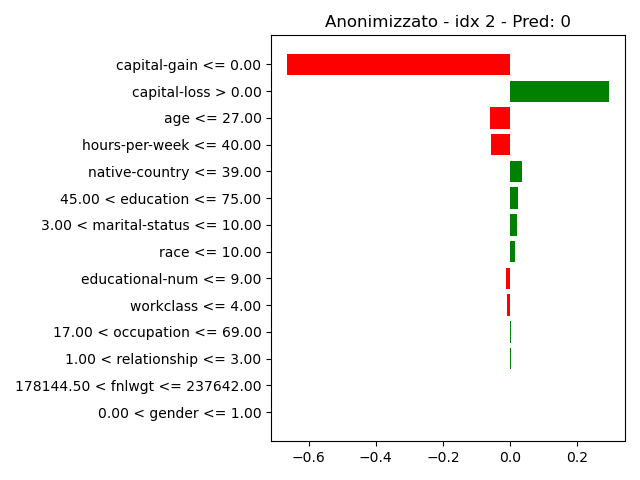 Anonimizzato - idx 2 - Pred: 0
capital-gain <= 0.00
capital-loss > 0.00
age <= 27.00
hours-per-week <= 40.00
native-country <= 39.00
45.00 < education <= 75.00
3.00 < marital-status <= 10.00
race <= 10.00
educational-num <= 9.00
workclass <= 4.00
17.00 < occupation <= 69.00
1.00 < relationship <= 3.00
178144.50 < fnlwgt <= 237642.00
0.00 < gender <= 1.00
−0.6 −0.4 −0.2 0.0 0.2